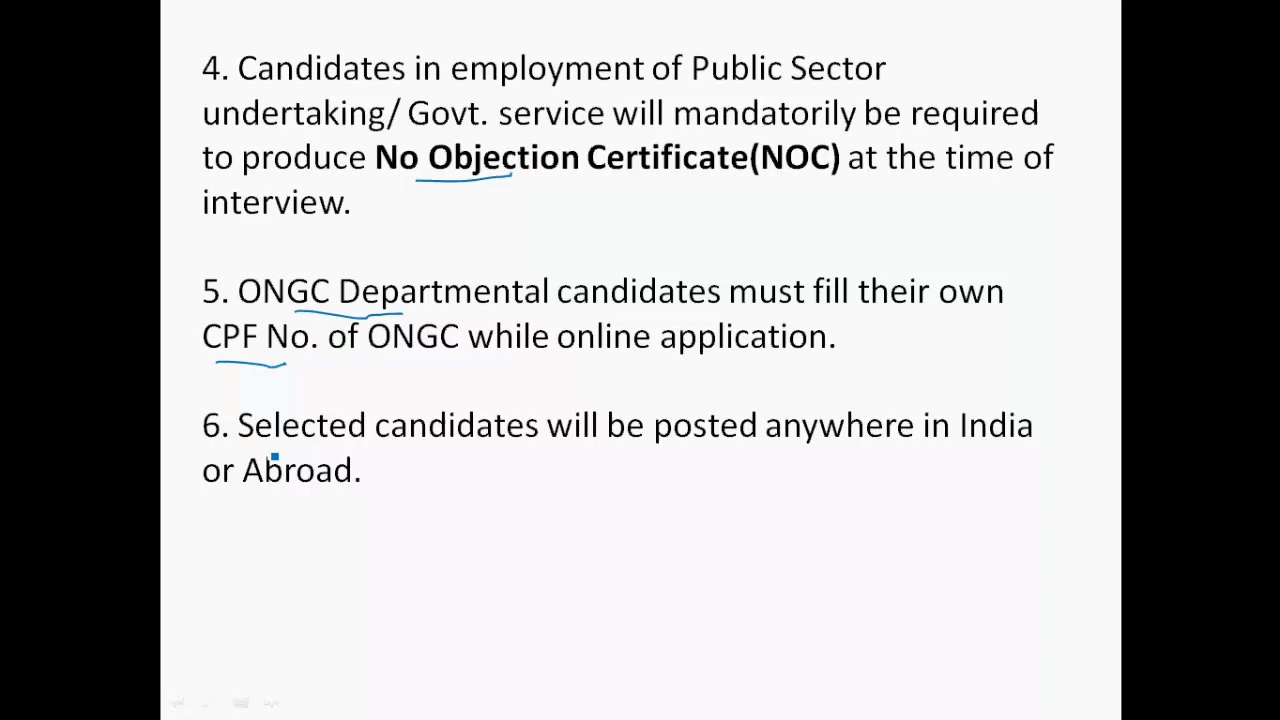 4. Candidates in employment of Public Sector
undertaking/ Govt. service will mandatorily be required
to produce No Objection Certificate(NOC) at the time of
interview.
5. ONGC Departmental candidates must fill their own
CPF No. of ONGC while online application.
6. Selected candidates will be posted anywhere in India
or Abroad.